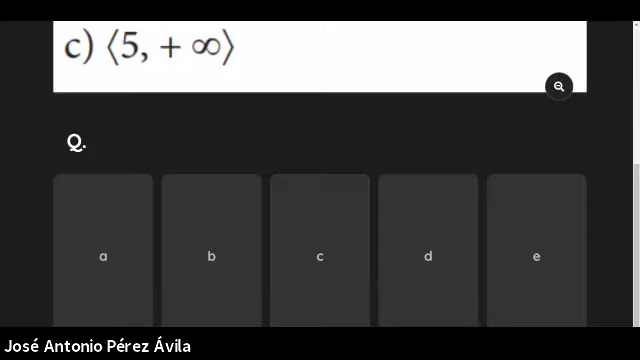 c) ⟨5, + ∞⟩
Q.
a
b
c
d
e
José Antonio Pérez Ávila